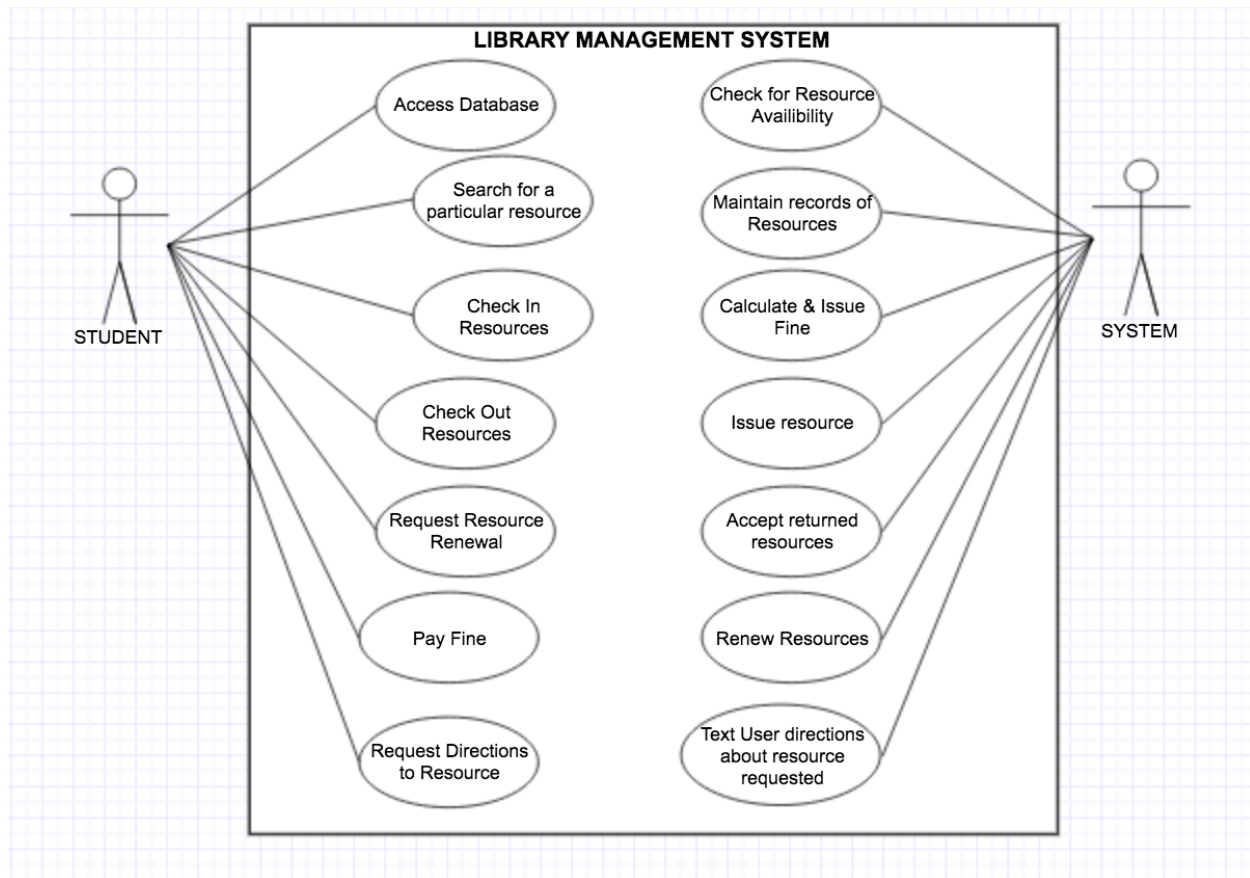 LIBRARY MANAGEMENT SYSTEM
Access Database
Search for a
particular resource
Check In
Resources
Check Out
Resources
Request Resource
Renewal
Pay Fine
Request Directions
to Resource
Check for Resource
Availibility
Maintain records of
Resources
Calculate & Issue
Fine
Issue resource
Accept returned
resources
Renew Resources
Text User directions
about resource
requested
STUDENT
SYSTEM